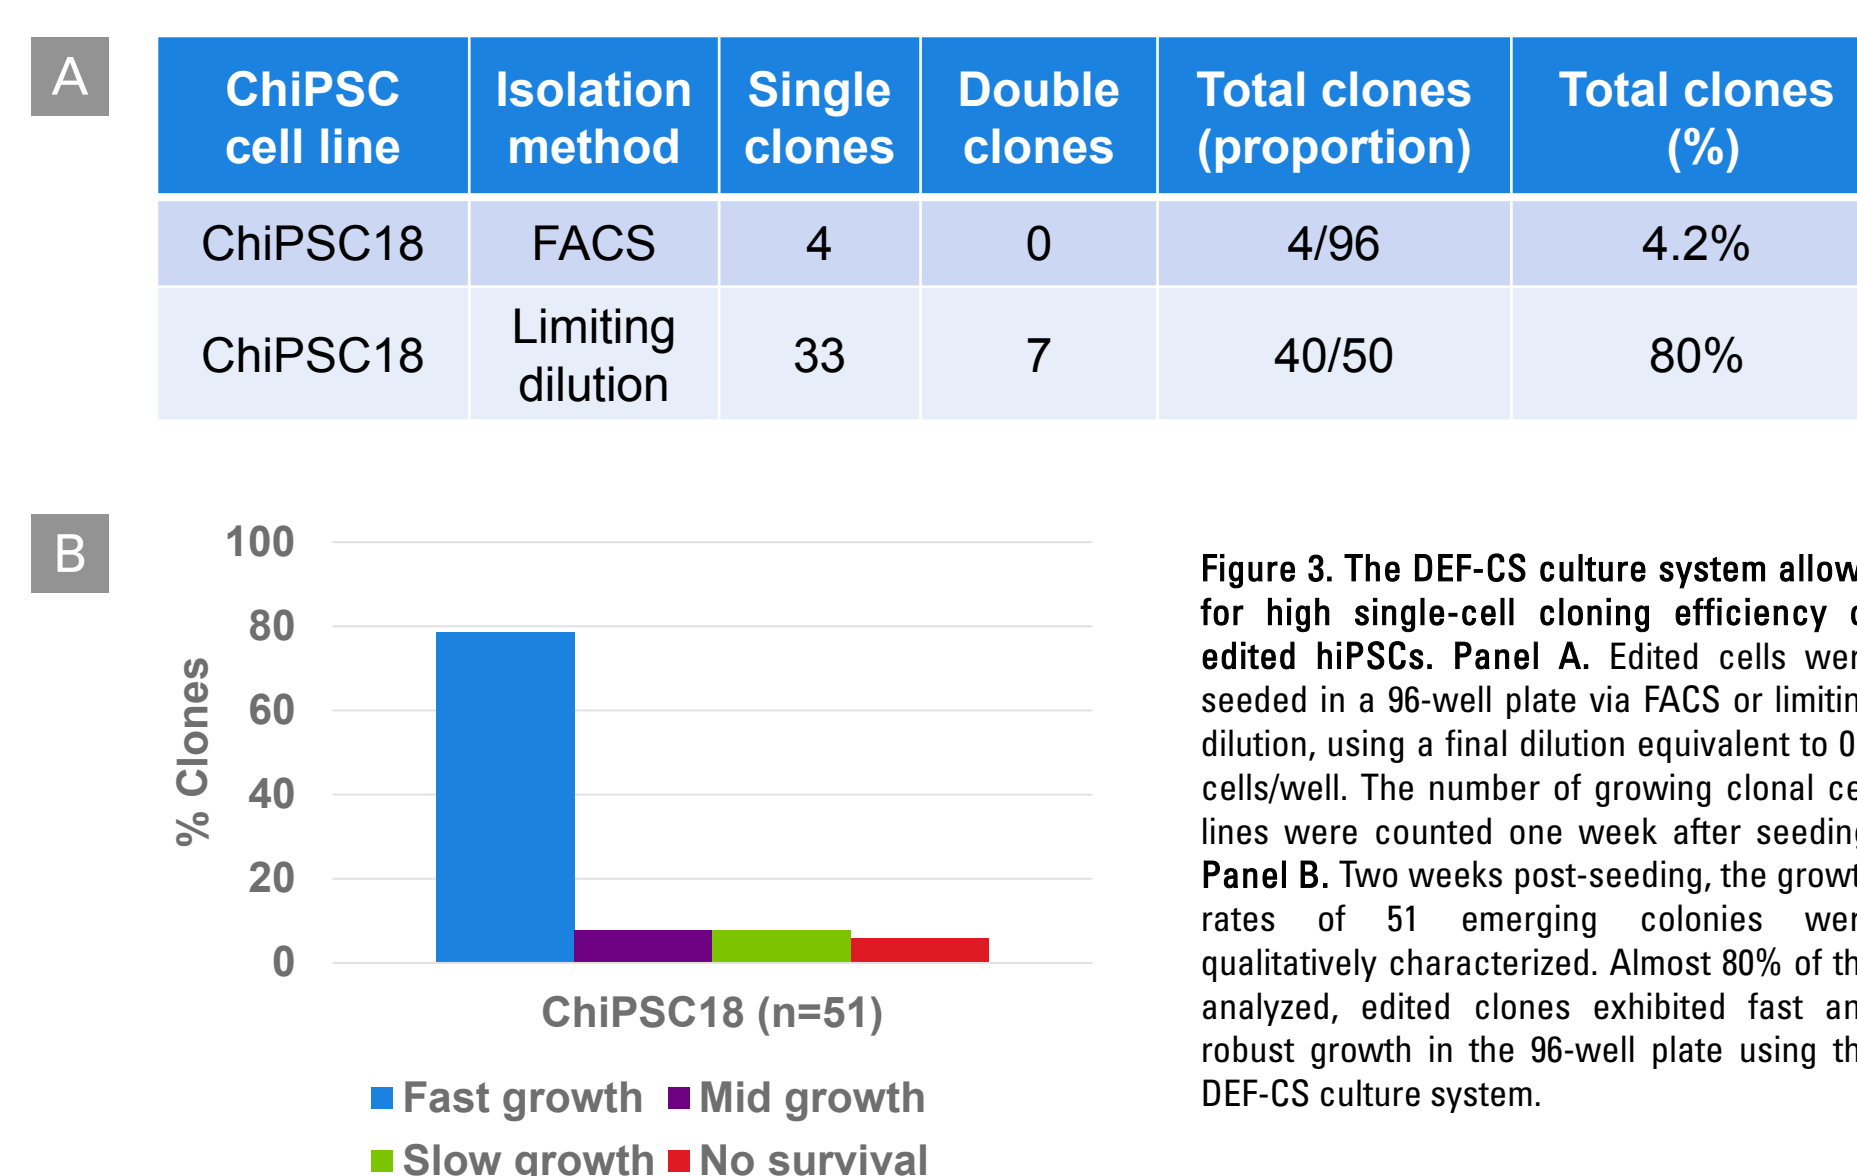 A
ChiPSC cell line
Isolation method
Single clones
Double clones
Total clones (proportion)
Total clones (%)
ChiPSC18 FACS 4 0 4/96 4.2%
ChiPSC18 Limiting dilution 33 7 40/50 80%
B
100
80
60
40
20
0
% Clones
ChiPSC18 (n=51)
Fast growth Mid growth
Slow growth No survival
Figure 3. The DEF-CS culture system allow
for high single-cell cloning efficiency
edited hiPSCs. Panel A. Edited cells wer
seeded in a 96-well plate via FACS or limitin
dilution, using a final dilution equivalent to 0
cells/well. The number of growing clonal ce
lines were counted one week after seeding
Panel B. Two weeks post-seeding, the growt
rates of 51 emerging colonies wer
qualitatively characterized. Almost 80% of th
analyzed, edited clones exhibited fast an
robust growth in the 96-well plate using th
DEF-CS culture system.